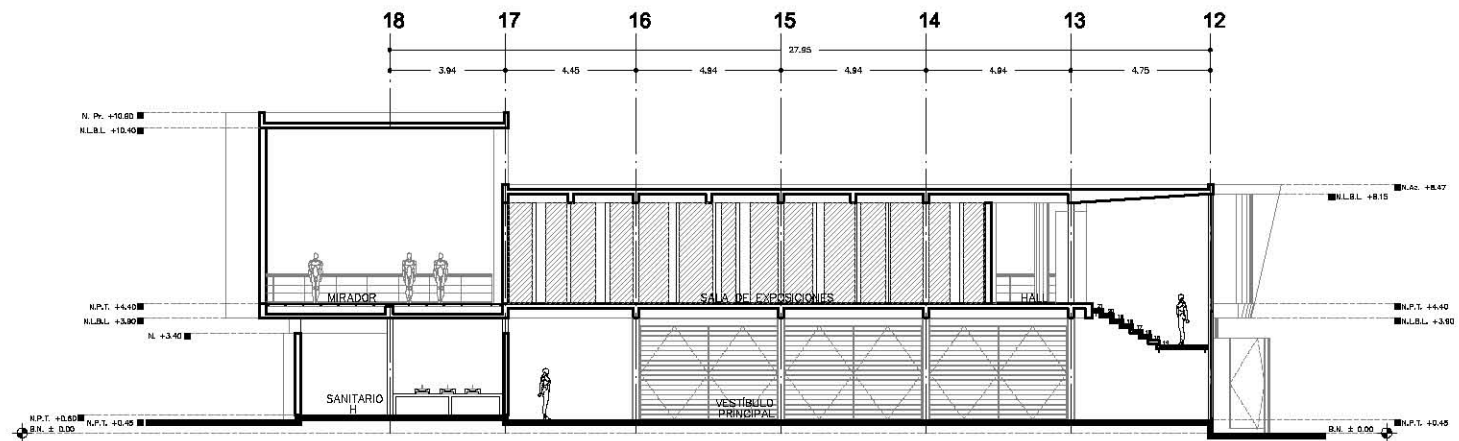 18 17 16 15 14 13 12
27.95
3.94 4.45 4.94 4.94 4.94 4.75
N. Pr. +10.90
N.L.B.L. +10.40
N.Az. +8.47
N.L.B.L. +8.15
MIRADOR
SALA DE EXPOSICIONES
HALL
N.P.T. +4.40
N.P.T. +4.40
N.L.B.L. +3.90
N.L.B.L. +3.90
N. +3.40
SANITARIO
H
VESTÍBULO
PRINCIPAL
N.P.T. +0.60
N.P.T. +0.45
N.P.T. +0.45
B.N. ± 0.00
B.N. ± 0.00